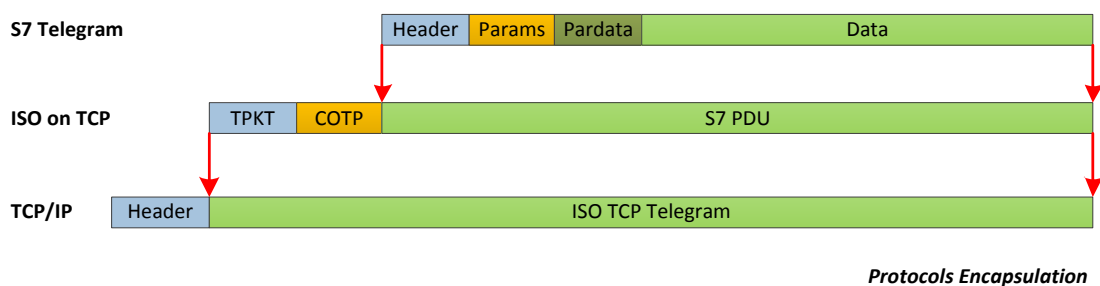 S7 Telegram Header Params Pardata Data
ISO on TCP TPKT COTP S7 PDU
TCP/IP Header ISO TCP Telegram
Protocols Encapsulation